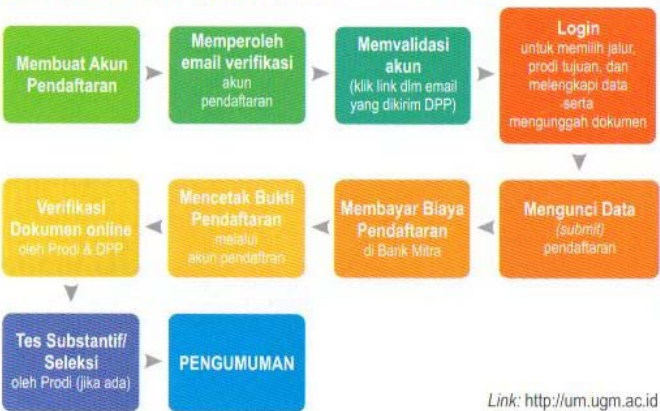 Membuat Akun
Pendaftaran
Memperoleh
email verifikasi
akun
pendaftaran
Memvalidasi
akun
(klik link dlm email
yang dikirim DPP)
Login
untuk memilih jalur,
prodi tujuan, dan
melengkapi data
serta
mengunggah dokumen
Mengunci Data
(submit)
pendaftaran
Membayar Biaya
Pendaftaran
di Bank Mitra
Mencetak Bukti
Pendaftaran
melalui
akun pendaftran
Verifikasi
Dokumen online
oleh Prodi & DPP
Tes Substantif/
Seleksi
oleh Prodi (jika ada)
PENGUMUMAN
Link: http://um.ugm.ac.id